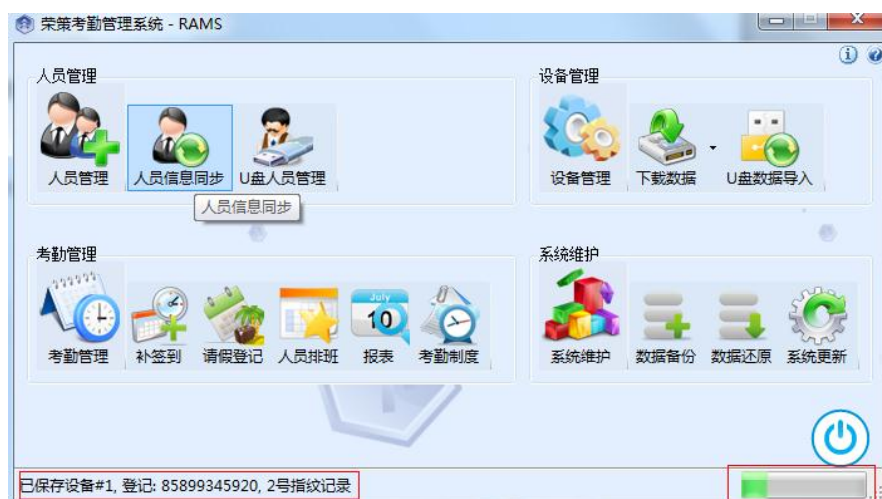 荣策考勤管理系统 - RAMS
人员管理
人员管理
人员信息同步
U盘人员管理
人员信息同步
设备管理
设备管理
下载数据
U盘数据导入
考勤管理
考勤管理
补签到
请假登记
人员排班
July
10
报表
考勤制度
系统维护
系统维护
数据备份
数据还原
系统更新
已保存设备#1, 登记: 85899345920, 2号指纹记录